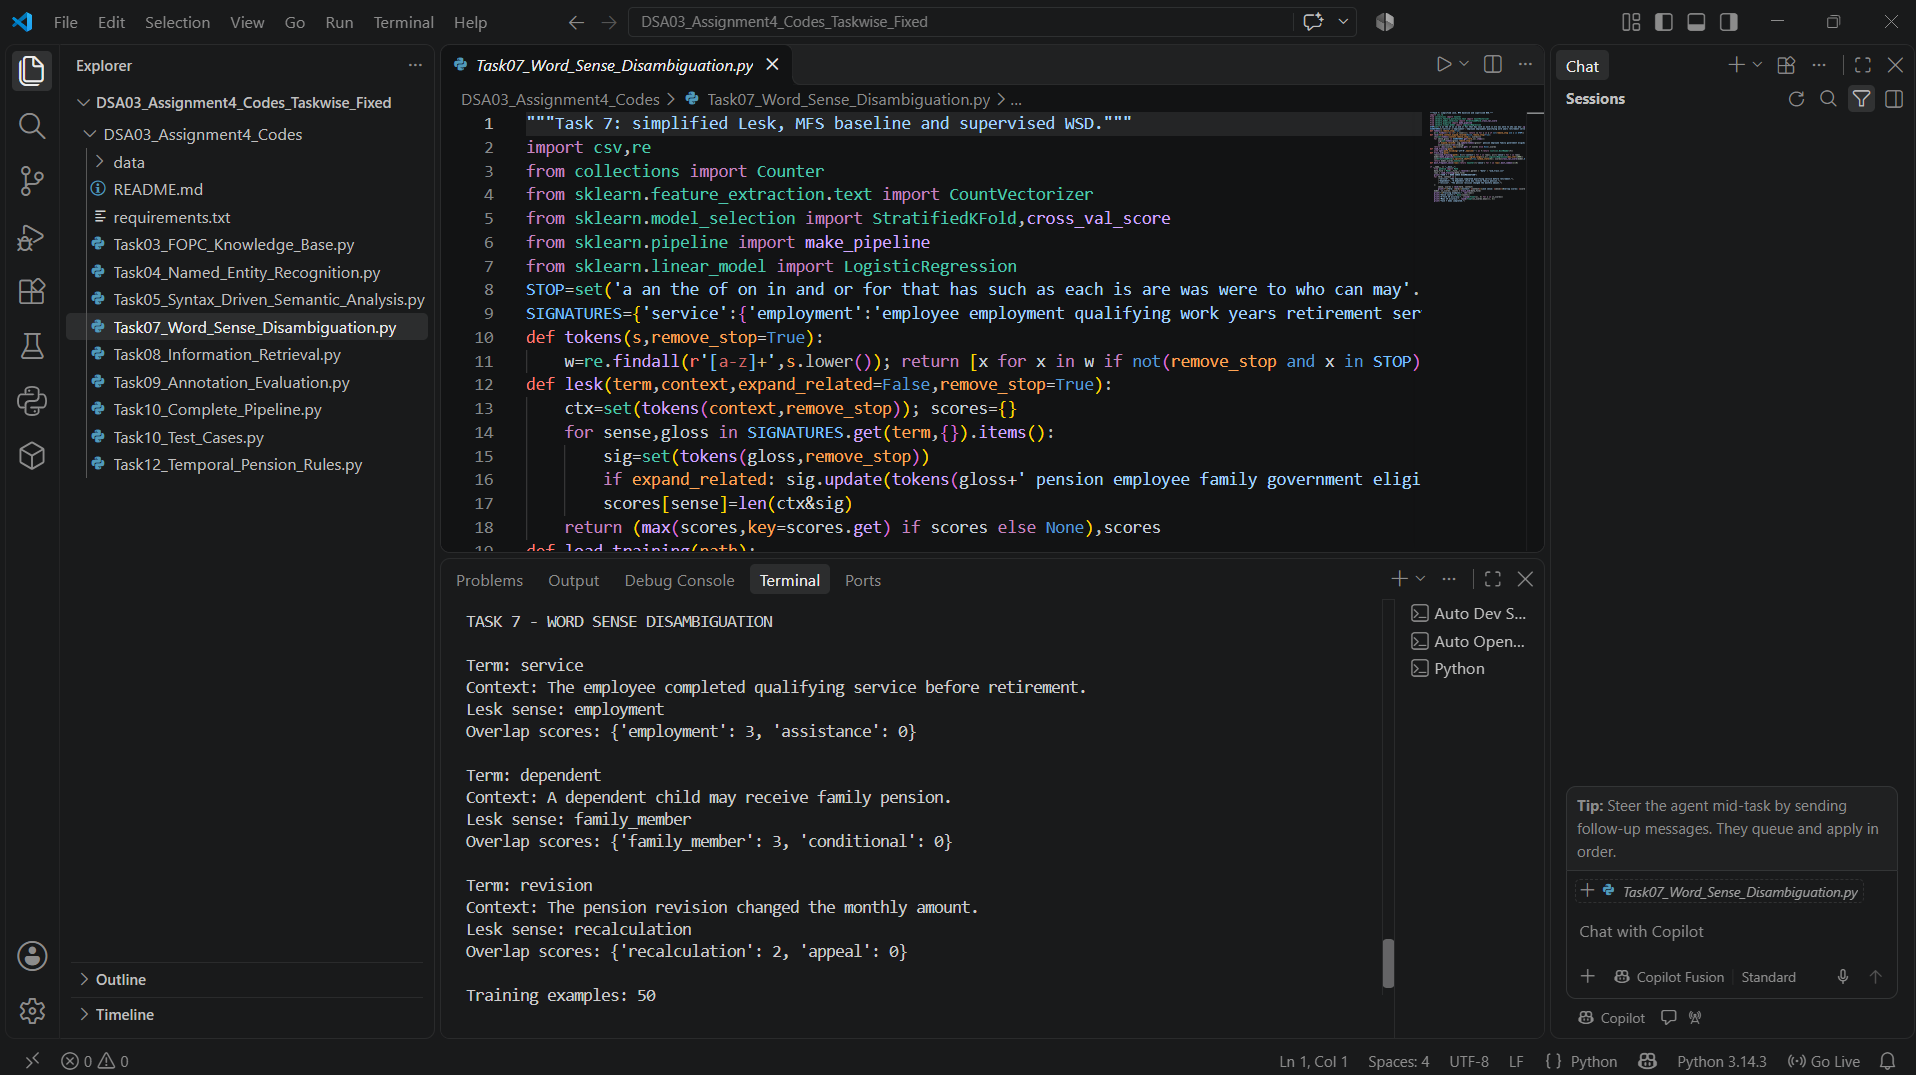 File Edit Selection View Go Run Terminal Help
DSA03_Assignment4_Codes_Taskwise_Fixed
Explorer
DSA03_Assignment4_Codes_Taskwise_Fixed
DSA03_Assignment4_Codes
data
README.md
requirements.txt
Task03_FOPC_Knowledge_Base.py
Task04_Named_Entity_Recognition.py
Task05_Syntax_Driven_Semantic_Analysis.py
Task07_Word_Sense_Disambiguation.py
Task08_Information_Retrieval.py
Task09_Annotation_Evaluation.py
Task10_Complete_Pipeline.py
Task10_Test_Cases.py
Task12_Temporal_Pension_Rules.py
Outline
Timeline
Task07_Word_Sense_Disambiguation.py
DSA03_Assignment4_Codes > Task07_Word_Sense_Disambiguation.py > ...
1 """Task 7: simplified Lesk, MFS baseline and supervised WSD."""
2 import csv,re
3 from collections import Counter
4 from sklearn.feature_extraction.text import CountVectorizer
5 from sklearn.model_selection import StratifiedKFold,cross_val_score
6 from sklearn.pipeline import make_pipeline
7 from sklearn.linear_model import LogisticRegression
8 STOP=set('a an the of on in and or for that has such as each is are was were to who can may'.
9 SIGNATURES={'service':{'employment':'employee employment qualifying work years retirement ser
10 def tokens(s,remove_stop=True):
11 w=re.findall(r'[a-z]+',s.lower()); return [x for x in w if not(remove_stop and x in STOP)
12 def lesk(term,context,expand_related=False,remove_stop=True):
13 ctx=set(tokens(context,remove_stop)); scores={}
14 for sense,gloss in SIGNATURES.get(term,{}).items():
15 sig=set(tokens(gloss,remove_stop))
16 if expand_related: sig.update(tokens(gloss+' pension employee family government eligi
17 scores[sense]=len(ctx&sig)
18 return (max(scores,key=scores.get) if scores else None),scores
19 def load_training(path):
Problems Output Debug Console Terminal Ports
TASK 7 - WORD SENSE DISAMBIGUATION
Term: service
Context: The employee completed qualifying service before retirement.
Lesk sense: employment
Overlap scores: {'employment': 3, 'assistance': 0}
Term: dependent
Context: A dependent child may receive family pension.
Lesk sense: family_member
Overlap scores: {'family_member': 3, 'conditional': 0}
Term: revision
Context: The pension revision changed the monthly amount.
Lesk sense: recalculation
Overlap scores: {'recalculation': 2, 'appeal': 0}
Training examples: 50
Auto Dev S...
Auto Open...
Python
Chat
Sessions
Tip: Steer the agent mid-task by sending
follow-up messages. They queue and apply in
order.
Task07_Word_Sense_Disambiguation.py
Chat with Copilot
Copilot Fusion Standard
Copilot
0 0
Ln 1, Col 1 Spaces: 4 UTF-8 LF {} Python Python 3.14.3 Go Live